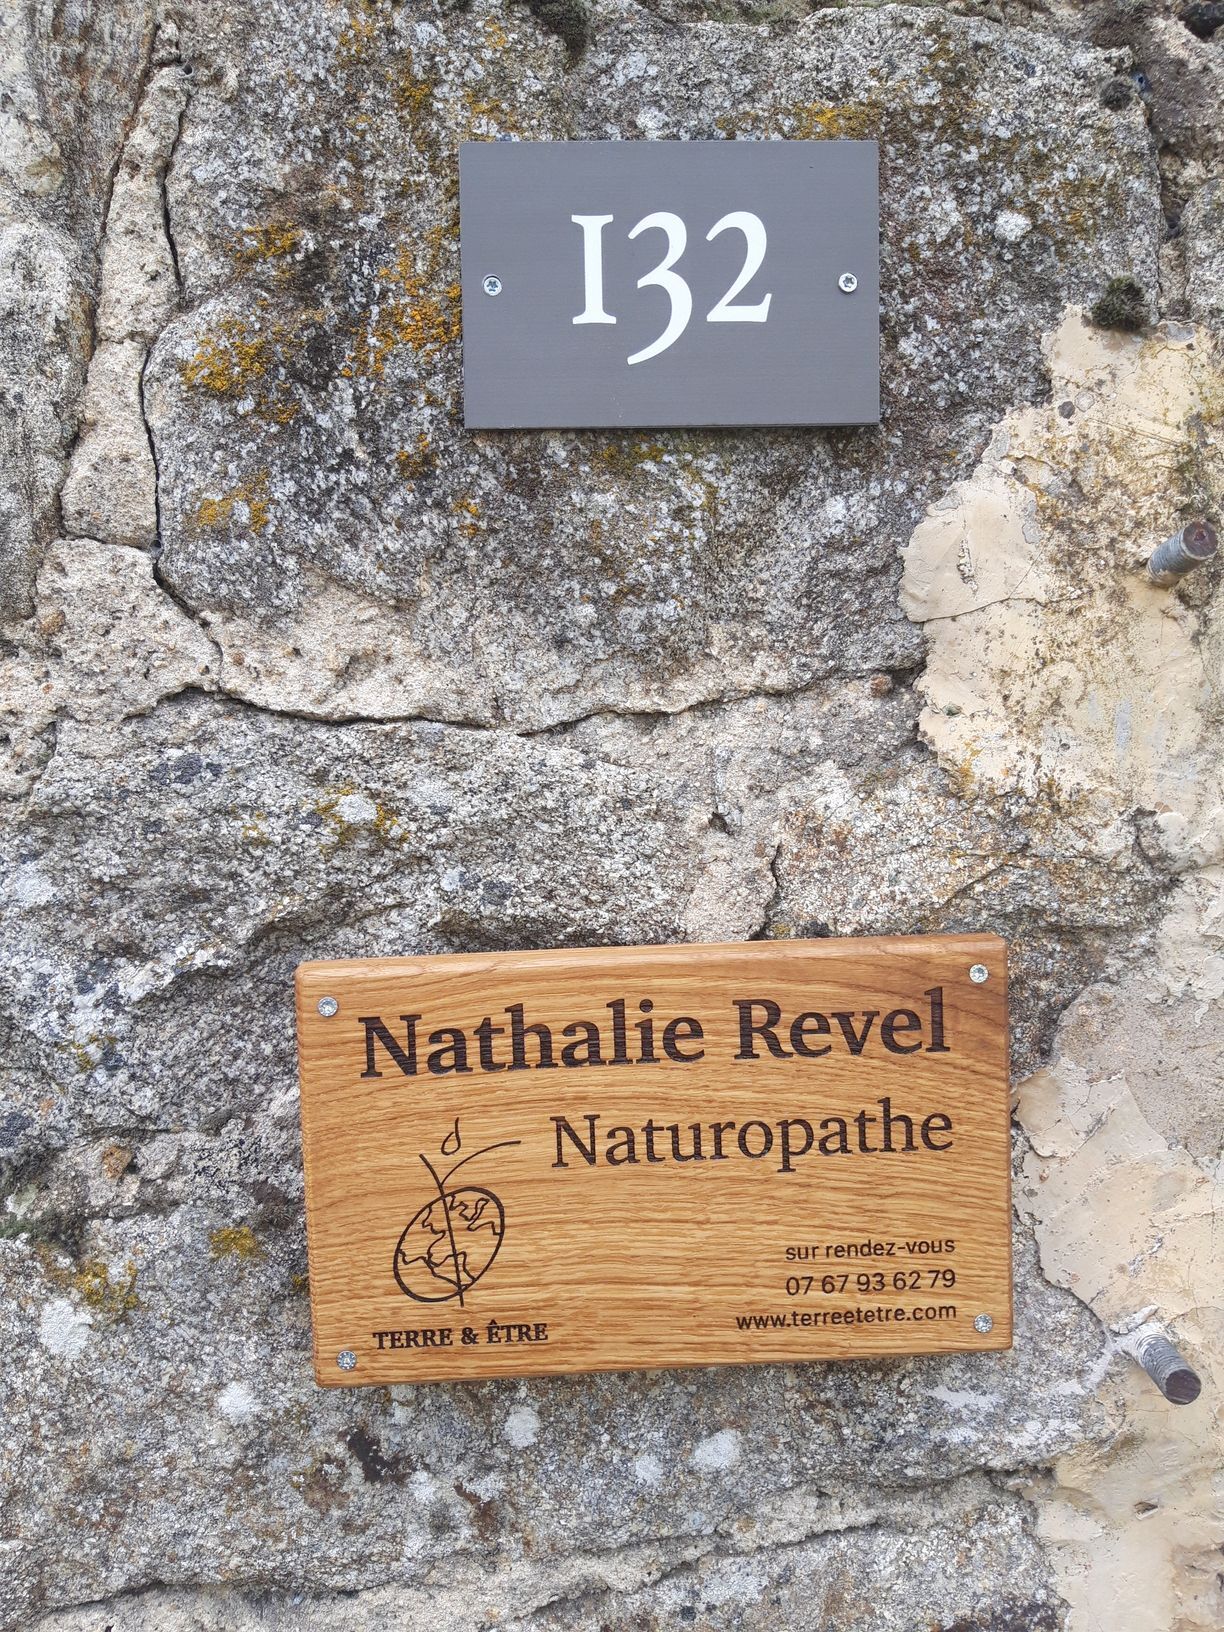 132
Nathalie Revel
Naturopathe
sur rendez-vous
07 67 93 62 79
www.terreetetre.com
TERRE & ÊTRE